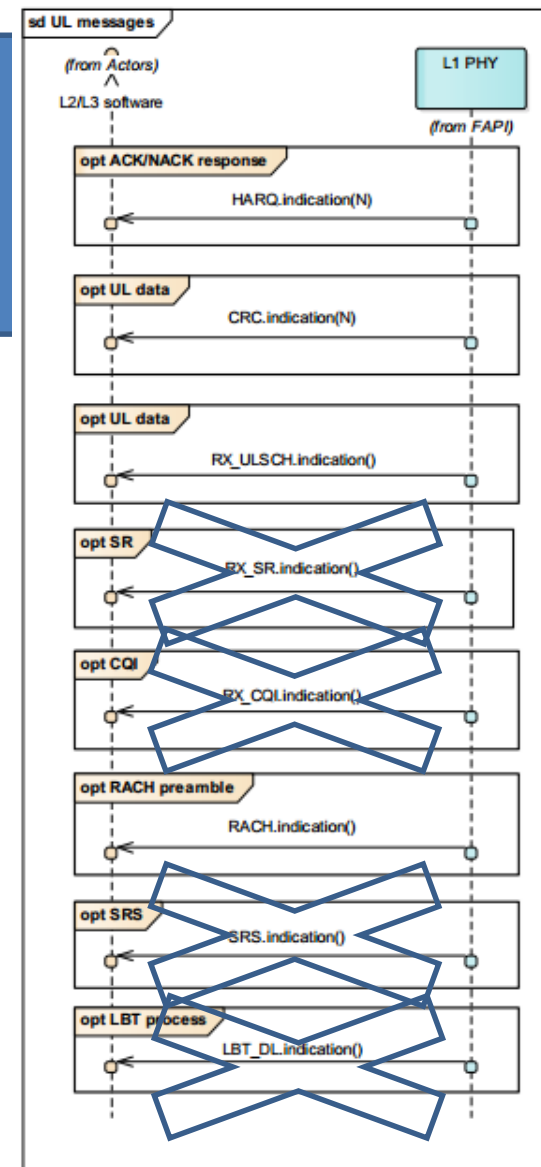 sd UL messages
(from Actors)
L2/L3 software
L1 PHY
(from FAPI)
opt ACK/NACK response
HARQ.indication(N)
opt UL data
CRC.indication(N)
opt UL data
RX_ULSCH.indication()
opt SR
RX_SR.indication()
opt CQI
RX_CQI.indication()
opt RACH preamble
RACH.indication()
opt SRS
SRS.indication()
opt LBT process
LBT_DL.indication()